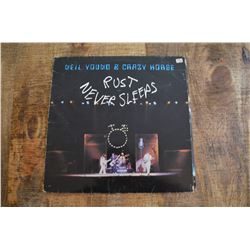 NEIL YOUNG & CRAZY HORSE
RUST
NEVER SLEEPS